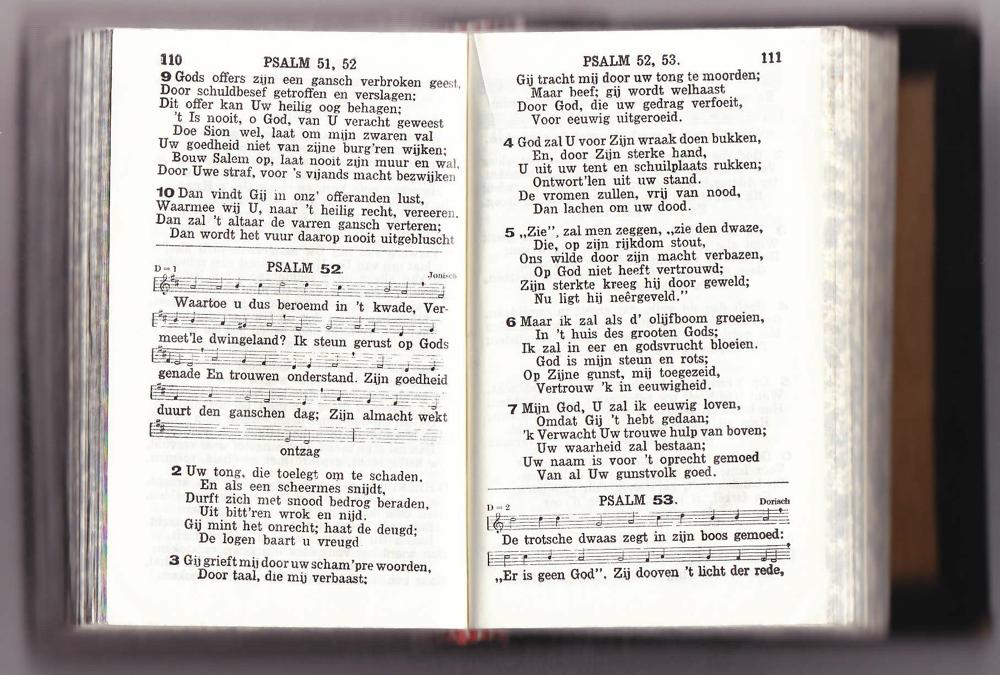 110 PSALM 51, 52
9 Gods offers zijn een gansch verbroken geest,
Door schuldbesef getroffen en verslagen;
Dit offer kan Uw heilig oog behagen;
't Is nooit, o God, van U veracht geweest
Doe Sion wel, laat om mijn zwaren val
Uw goedheid niet van zijne burg'ren wijken;
Bouw Salem op, laat nooit zijn muur en wal,
Door Uwe straf, voor 's vijands macht bezwijken
10 Dan vindt Gij in onz' offeranden lust,
Waarmee wij U, naar 't heilig recht, vereeren.
Dan zal 't altaar de varren gansch verteren;
Dan wordt het vuur daarop nooit uitgebluscht
PSALM 52.
D = 1 Jonisch
Waartoe u dus beroemd in 't kwade, Ver-
meet'le dwingeland? Ik steun gerust op Gods
genade En trouwen onderstand. Zijn goedheid
duurt den ganschen dag; Zijn almacht wekt
ontzag
2 Uw tong, die toelegt om te schaden,
En als een scheermes snijdt,
Durft zich met snood bedrog beraden,
Uit bitt'ren wrok en nijd.
Gij mint het onrecht; haat de deugd;
De logen baart u vreugd
3 Gij grieft mij door uw scham'pre woorden,
Door taal, die mij verbaast;
PSALM 52, 53. 111
Gij tracht mij door uw tong te moorden;
Maar beef; gij wordt welhaast
Door God, die uw gedrag verfoeit,
Voor eeuwig uitgeroeid.
4 God zal U voor Zijn wraak doen bukken,
En, door Zijn sterke hand,
U uit uw tent en schuilplaats rukken;
Ontwort'len uit uw stand.
De vromen zullen, vrij van nood,
Dan lachen om uw dood.
5 „Zie", zal men zeggen, „zie den dwaze,
Die, op zijn rijkdom stout,
Ons wilde door zijn macht verbazen,
Op God niet heeft vertrouwd;
Zijn sterkte kreeg hij door geweld;
Nu ligt hij neêrgeveld."
6 Maar ik zal als d' olijfboom groeien,
In 't huis des grooten Gods;
Ik zal in eer en godsvrucht bloeien.
God is mijn steun en rots;
Op Zijne gunst, mij toegezeid,
Vertrouw 'k in eeuwigheid.
7 Mijn God, U zal ik eeuwig loven,
Omdat Gij 't hebt gedaan;
'k Verwacht Uw trouwe hulp van boven;
Uw waarheid zal bestaan;
Uw naam is voor 't oprecht gemoed
Van al Uw gunstvolk goed.
PSALM 53.
D = 2 Dorisch
De trotsche dwaas zegt in zijn boos gemoed:
„Er is geen God". Zij dooven 't licht der rede,